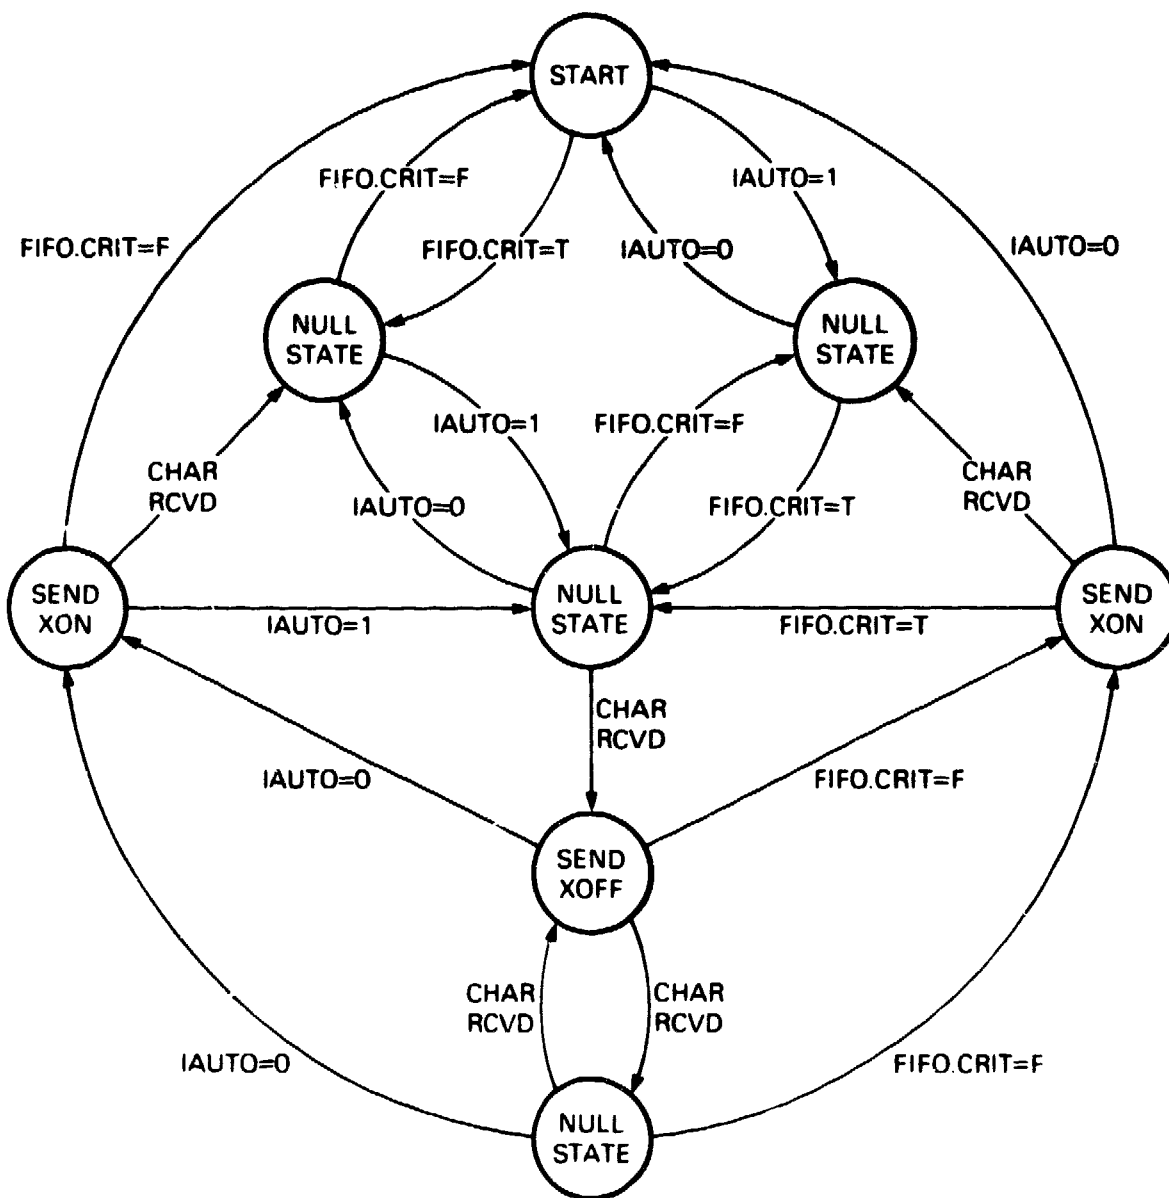 START
FIFO.CRIT=F
IAUTO=1
FIFO.CRIT=F
FIFO.CRIT=T
IAUTO=0
IAUTO=0
NULL
STATE
NULL
STATE
IAUTO=1
FIFO.CRIT=F
CHAR
RCVD
IAUTO=0
FIFO.CRIT=T
CHAR
RCVD
SEND
XON
NULL
STATE
SEND
XON
IAUTO=1
FIFO.CRIT=T
CHAR
RCVD
IAUTO=0
FIFO.CRIT=F
SEND
XOFF
CHAR
RCVD
CHAR
RCVD
IAUTO=0
FIFO.CRIT=F
NULL
STATE